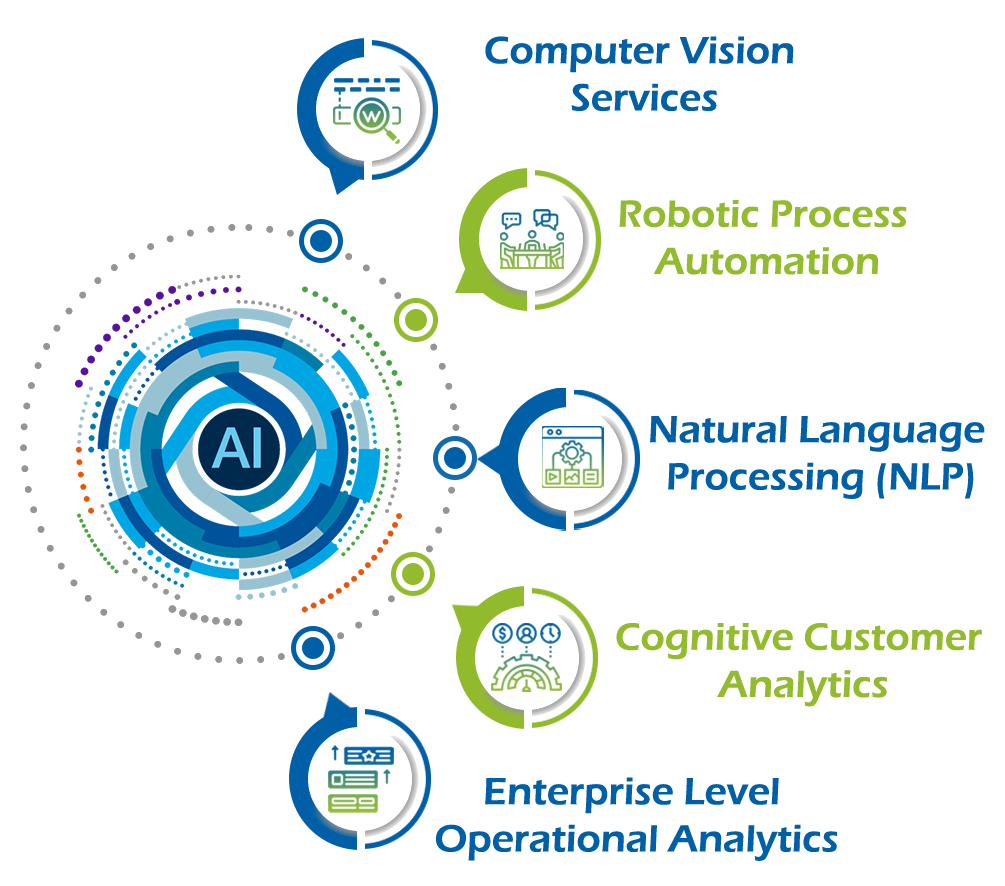 Computer Vision
Services
W
Robotic Process
Automation
AI
Natural Language
Processing (NLP)
$
Cognitive Customer
Analytics
Enterprise Level
Operational Analytics